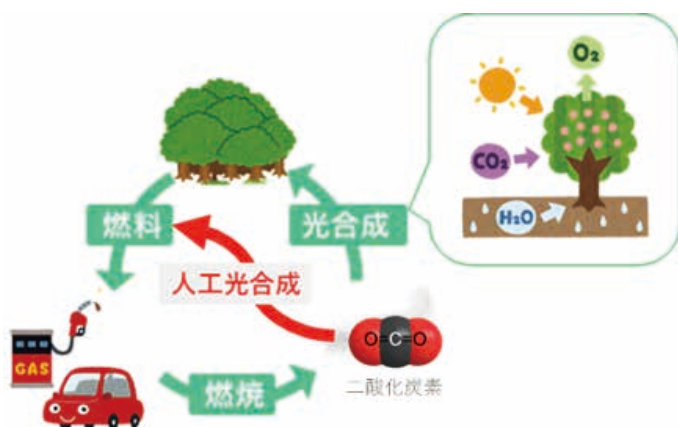 O₂
CO₂
H₂O
燃料
光合成
人工光合成
GAS
O=C=O
二酸化炭素
燃焼